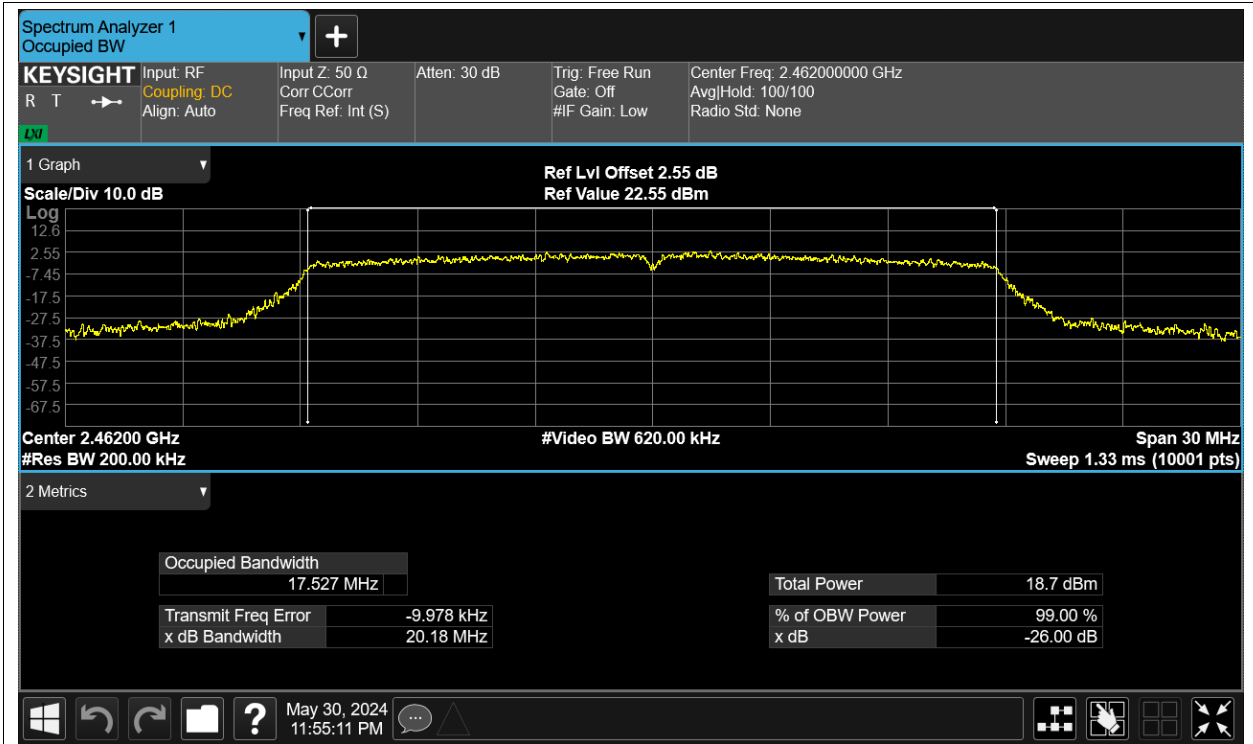 Spectrum Analyzer 1
Occupied BW
KEYSIGHT
R T
LXI
Input: RF
Coupling: DC
Align: Auto
Input Z: 50 Ω
Corr CCorr
Freq Ref: Int (S)
Atten: 30 dB
Trig: Free Run
Gate: Off
#IF Gain: Low
Center Freq: 2.462000000 GHz
Avg|Hold: 100/100
Radio Std: None
1 Graph
Scale/Div 10.0 dB
Ref Lvl Offset 2.55 dB
Ref Value 22.55 dBm
Log
12.6
2.55
-7.45
-17.5
-27.5
-37.5
-47.5
-57.5
-67.5
Center 2.46200 GHz
#Video BW 620.00 kHz
Span 30 MHz
#Res BW 200.00 kHz
Sweep 1.33 ms (10001 pts)
2 Metrics
Occupied Bandwidth
17.527 MHz
Transmit Freq Error -9.978 kHz
x dB Bandwidth 20.18 MHz
Total Power 18.7 dBm
% of OBW Power 99.00 %
x dB -26.00 dB
?
May 30, 2024
11:55:11 PM